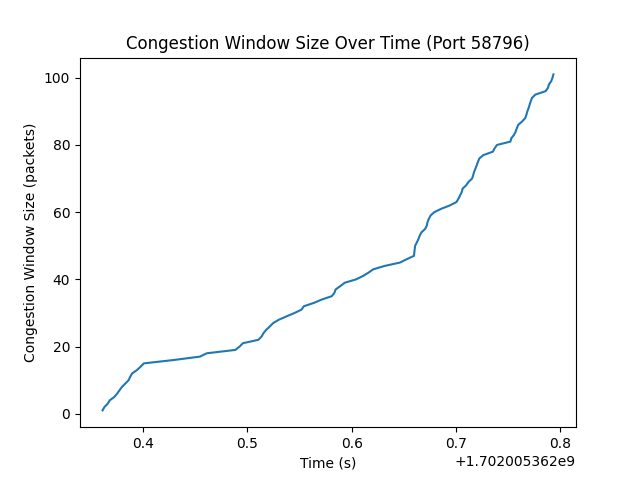 Congestion Window Size Over Time (Port 58796)
Congestion Window Size (packets)
100
80
60
40
20
0
0.4 0.5 0.6 0.7 0.8
Time (s)
+1.702005362e9